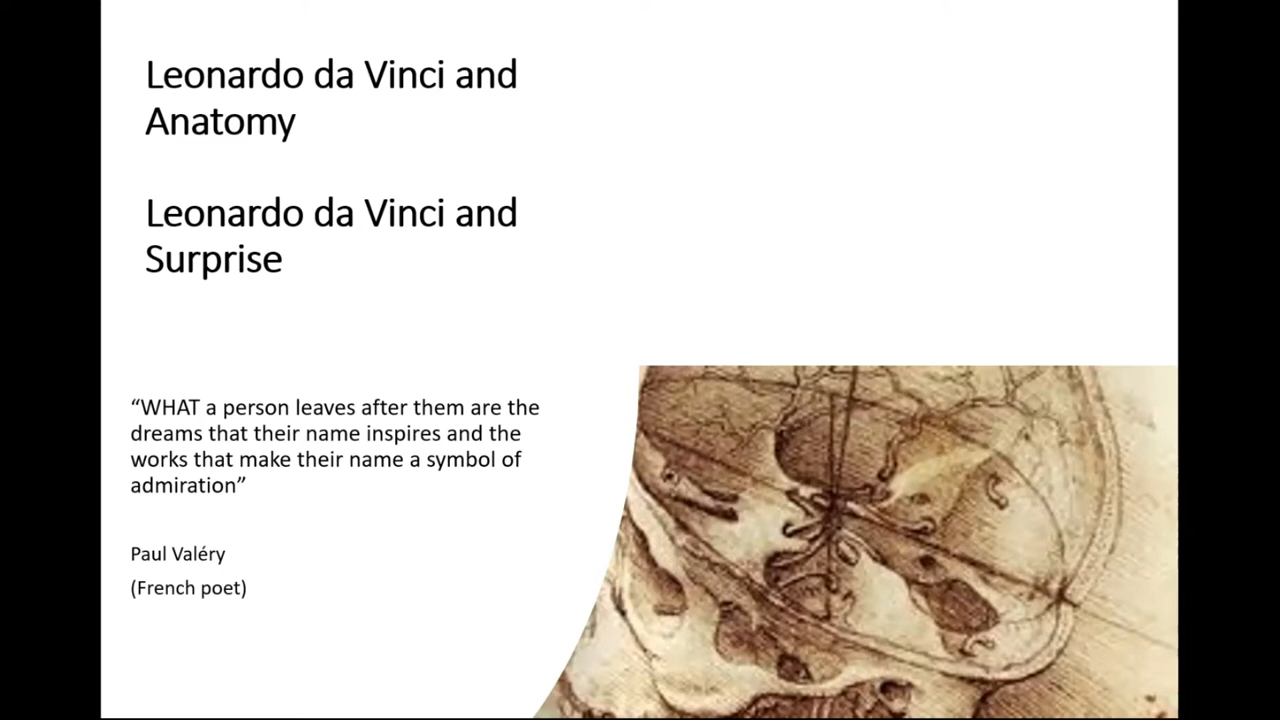 Leonardo da Vinci and
Anatomy
Leonardo da Vinci and
Surprise
“WHAT a person leaves after them are the
dreams that their name inspires and the
works that make their name a symbol of
admiration”
Paul Valéry
(French poet)